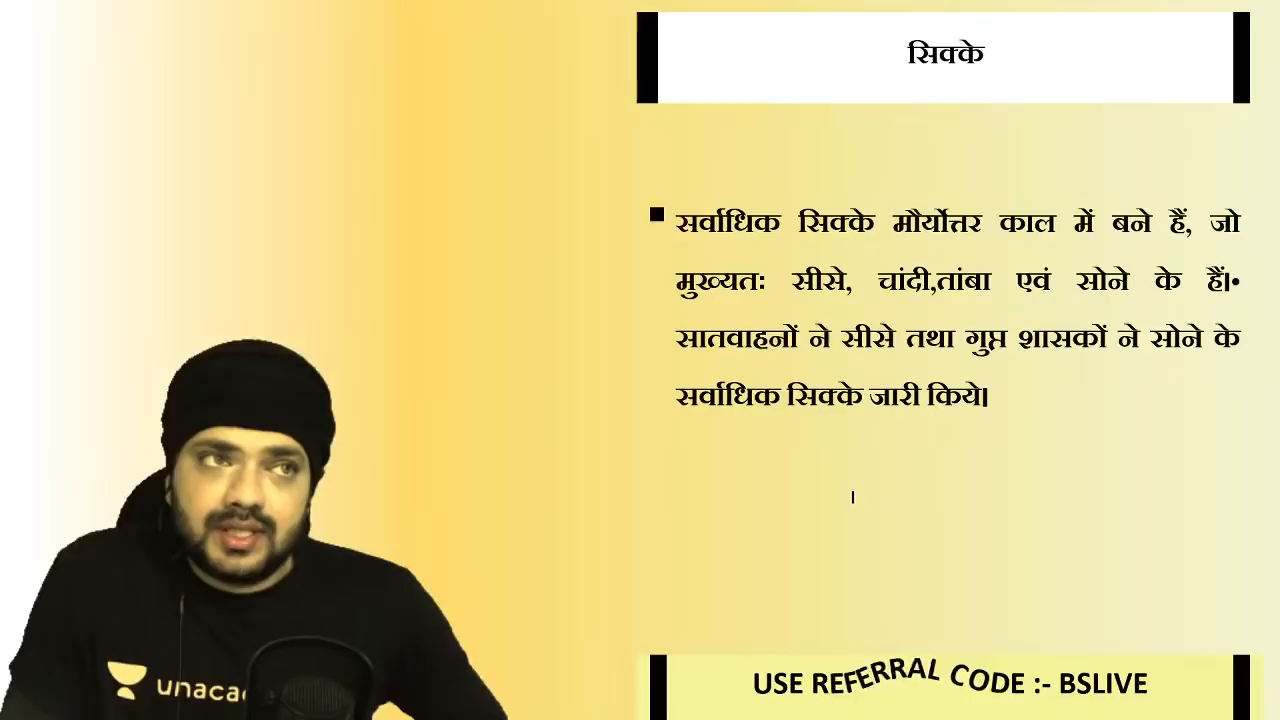 सिक्के
सर्वाधिक सिक्के मौर्योत्तर काल में बने हैं, जो
मुख्यतः सीसे, चांदी,तांबा एवं सोने के हैं।•
सातवाहनों ने सीसे तथा गुप्त शासकों ने सोने के
सर्वाधिक सिक्के जारी किये।
unaca
USE REFERRAL CODE :- BSLIVE